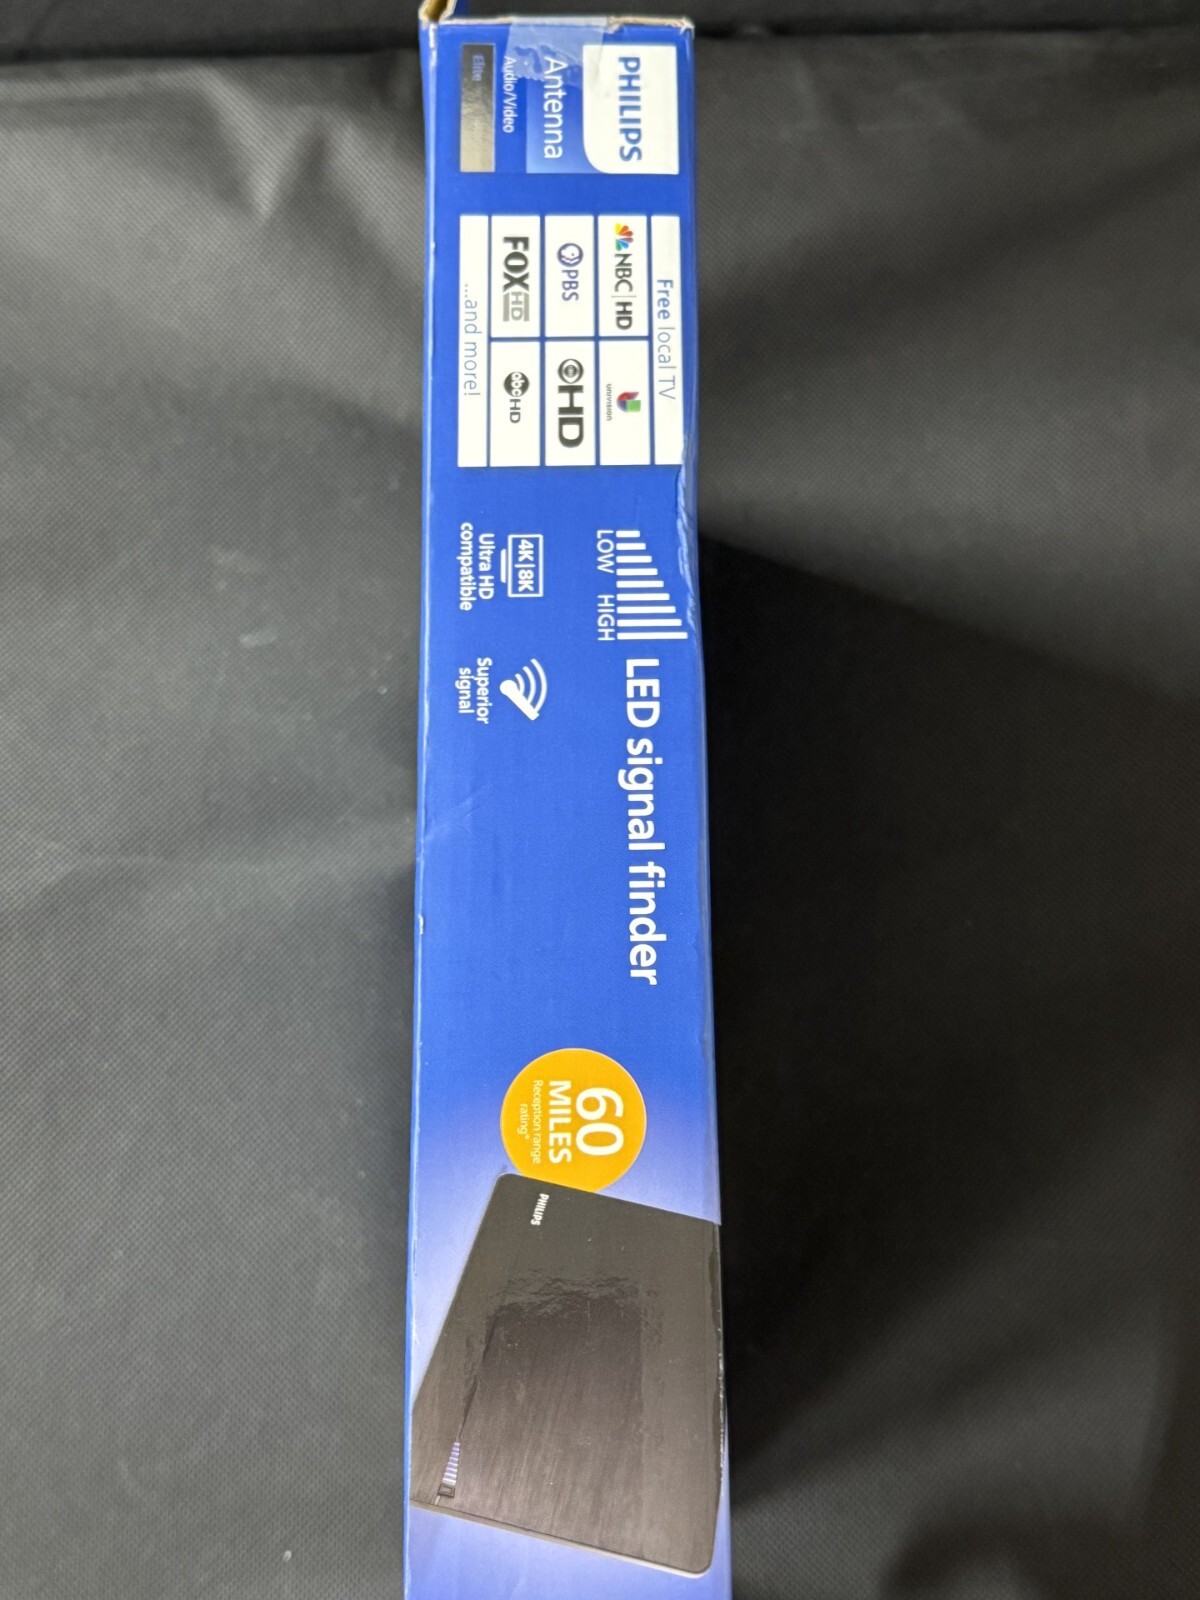 PHILIPS
Antenna
Audio/Video
Elite
Free local TV
NBC HD
univision
PBS
HD
FOX HD
abc HD
...and more!
LOW HIGH
LED signal finder
4K|8K
Ultra HD
compatible
Superior
signal
60
MILES
Reception range
rating*
PHILIPS